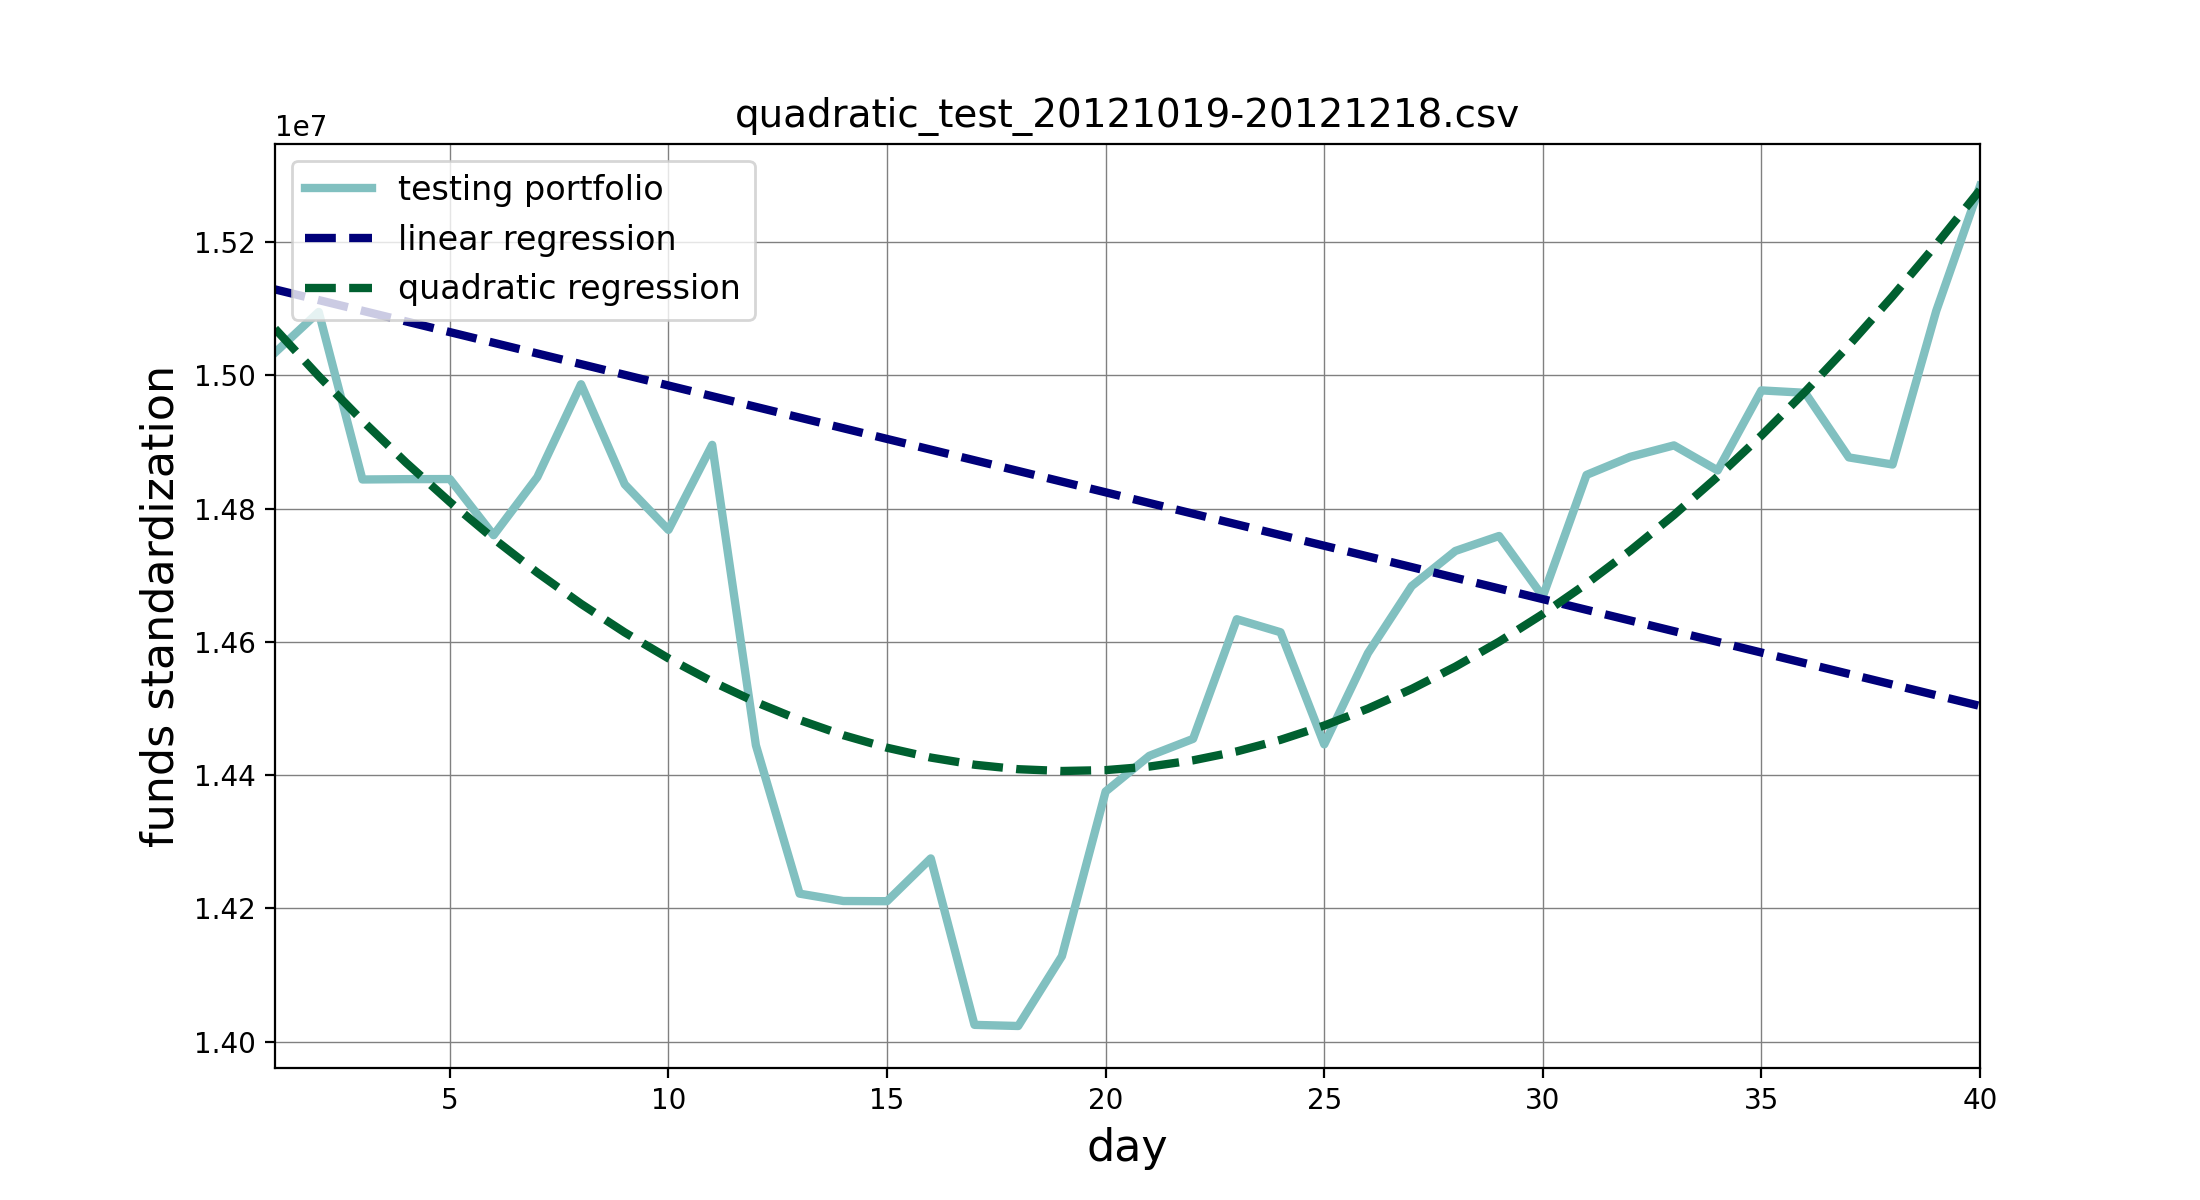 quadratic_test_20121019-20121218.csv
1e7
testing portfolio
linear regression
quadratic regression
1.52
1.50
1.48
1.46
1.44
1.42
1.40
funds standardization
5 10 15 20 25 30 35 40
day